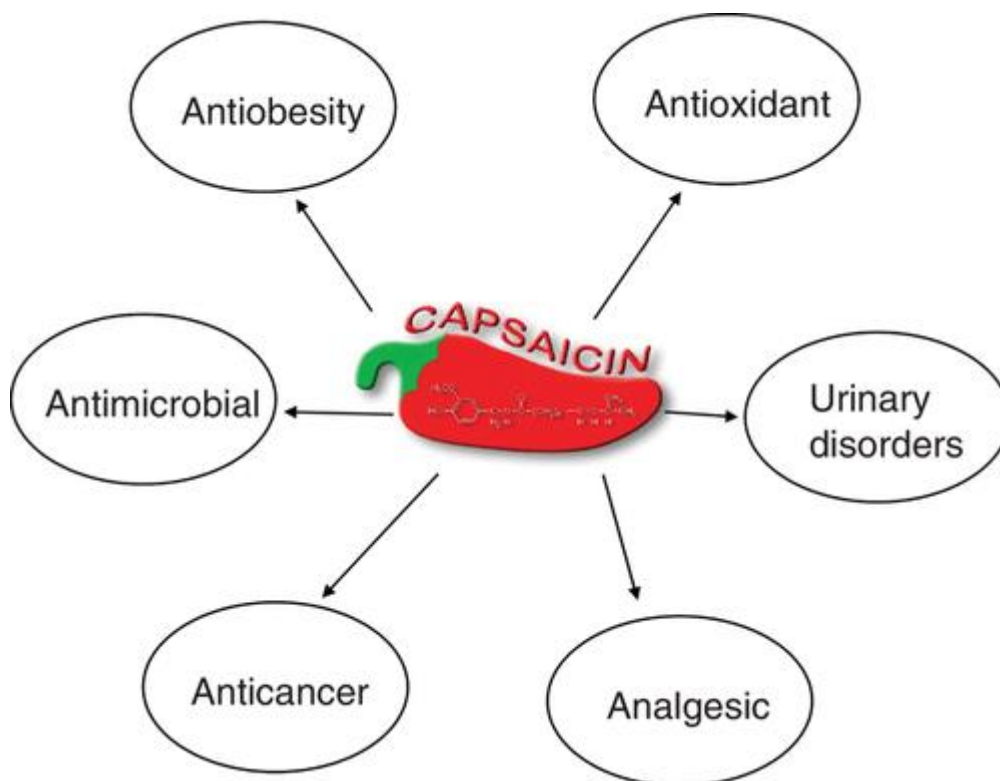 Antiobesity
Antioxidant
CAPSAICIN
Antimicrobial
Urinary
disorders
Anticancer
Analgesic